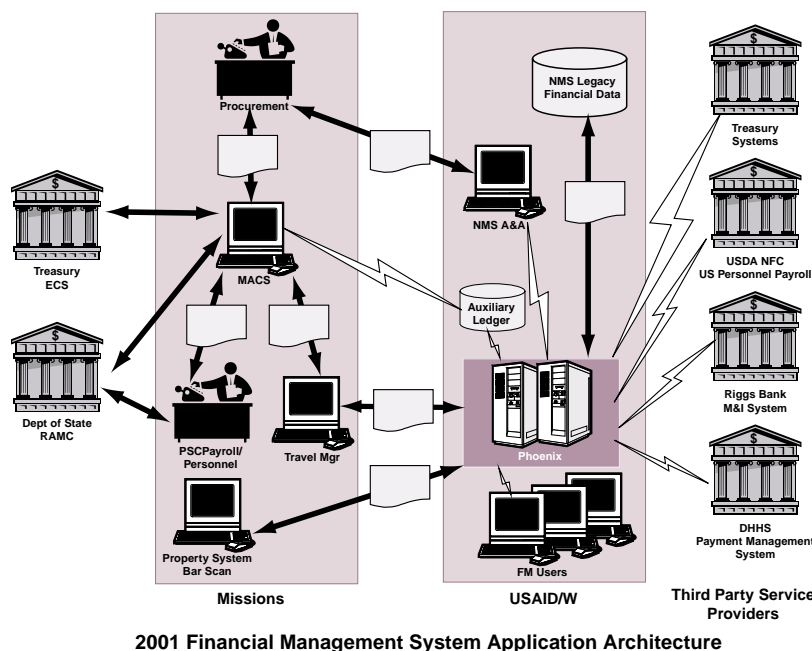 Procurement
NMS Legacy
Financial Data
$
Treasury
Systems
$
Treasury
ECS
MACS
NMS A&A
$
USDA NFC
US Personnel Payroll
Auxiliary
Ledger
$
Dept of State
RAMC
$
Riggs Bank
M&I System
PSCPayroll/
Personnel
Travel Mgr
Phoenix
$
DHHS
Payment Management
System
Property System
Bar Scan
FM Users
Missions
USAID/W
Third Party Service
Providers
2001 Financial Management System Application Architecture